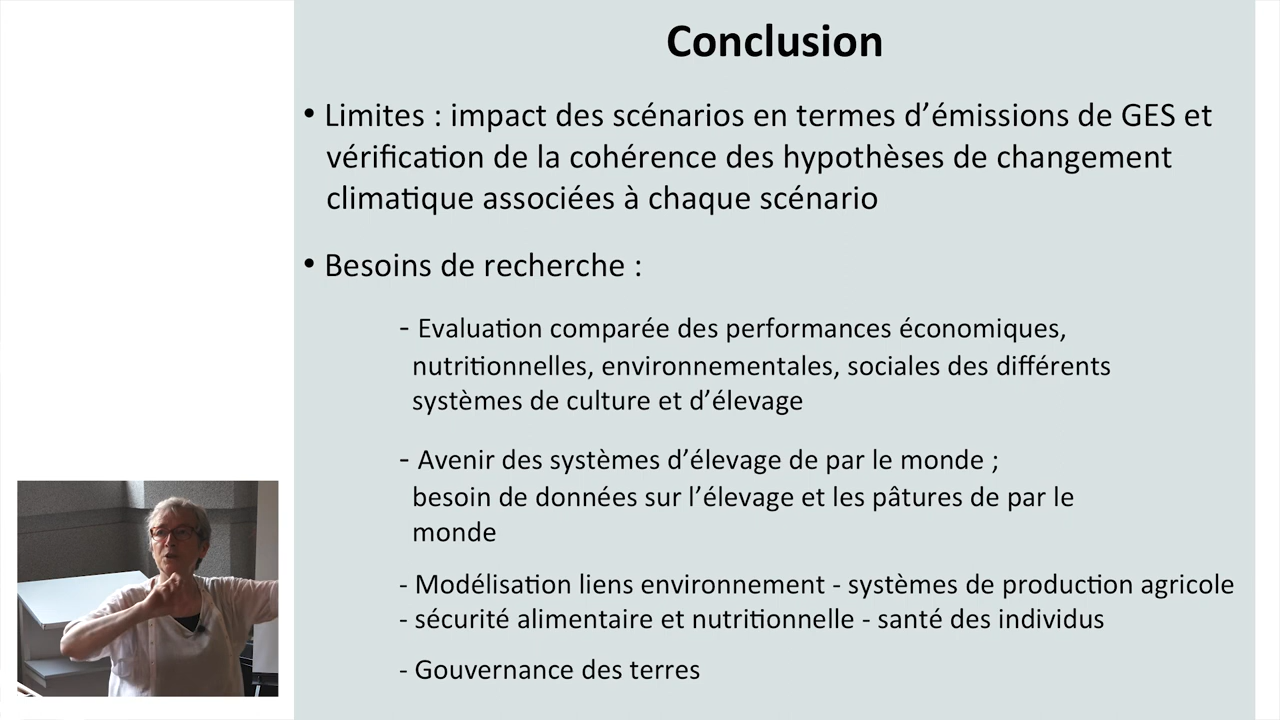 Conclusion
• Limites : impact des scénarios en termes d’émissions de GES et
vérification de la cohérence des hypothèses de changement
climatique associées à chaque scénario
• Besoins de recherche :
- Evaluation comparée des performances économiques,
nutritionnelles, environnementales, sociales des différents
systèmes de culture et d’élevage
- Avenir des systèmes d’élevage de par le monde ;
besoin de données sur l’élevage et les pâtures de par le
monde
- Modélisation liens environnement - systèmes de production agricole
- sécurité alimentaire et nutritionnelle - santé des individus
- Gouvernance des terres